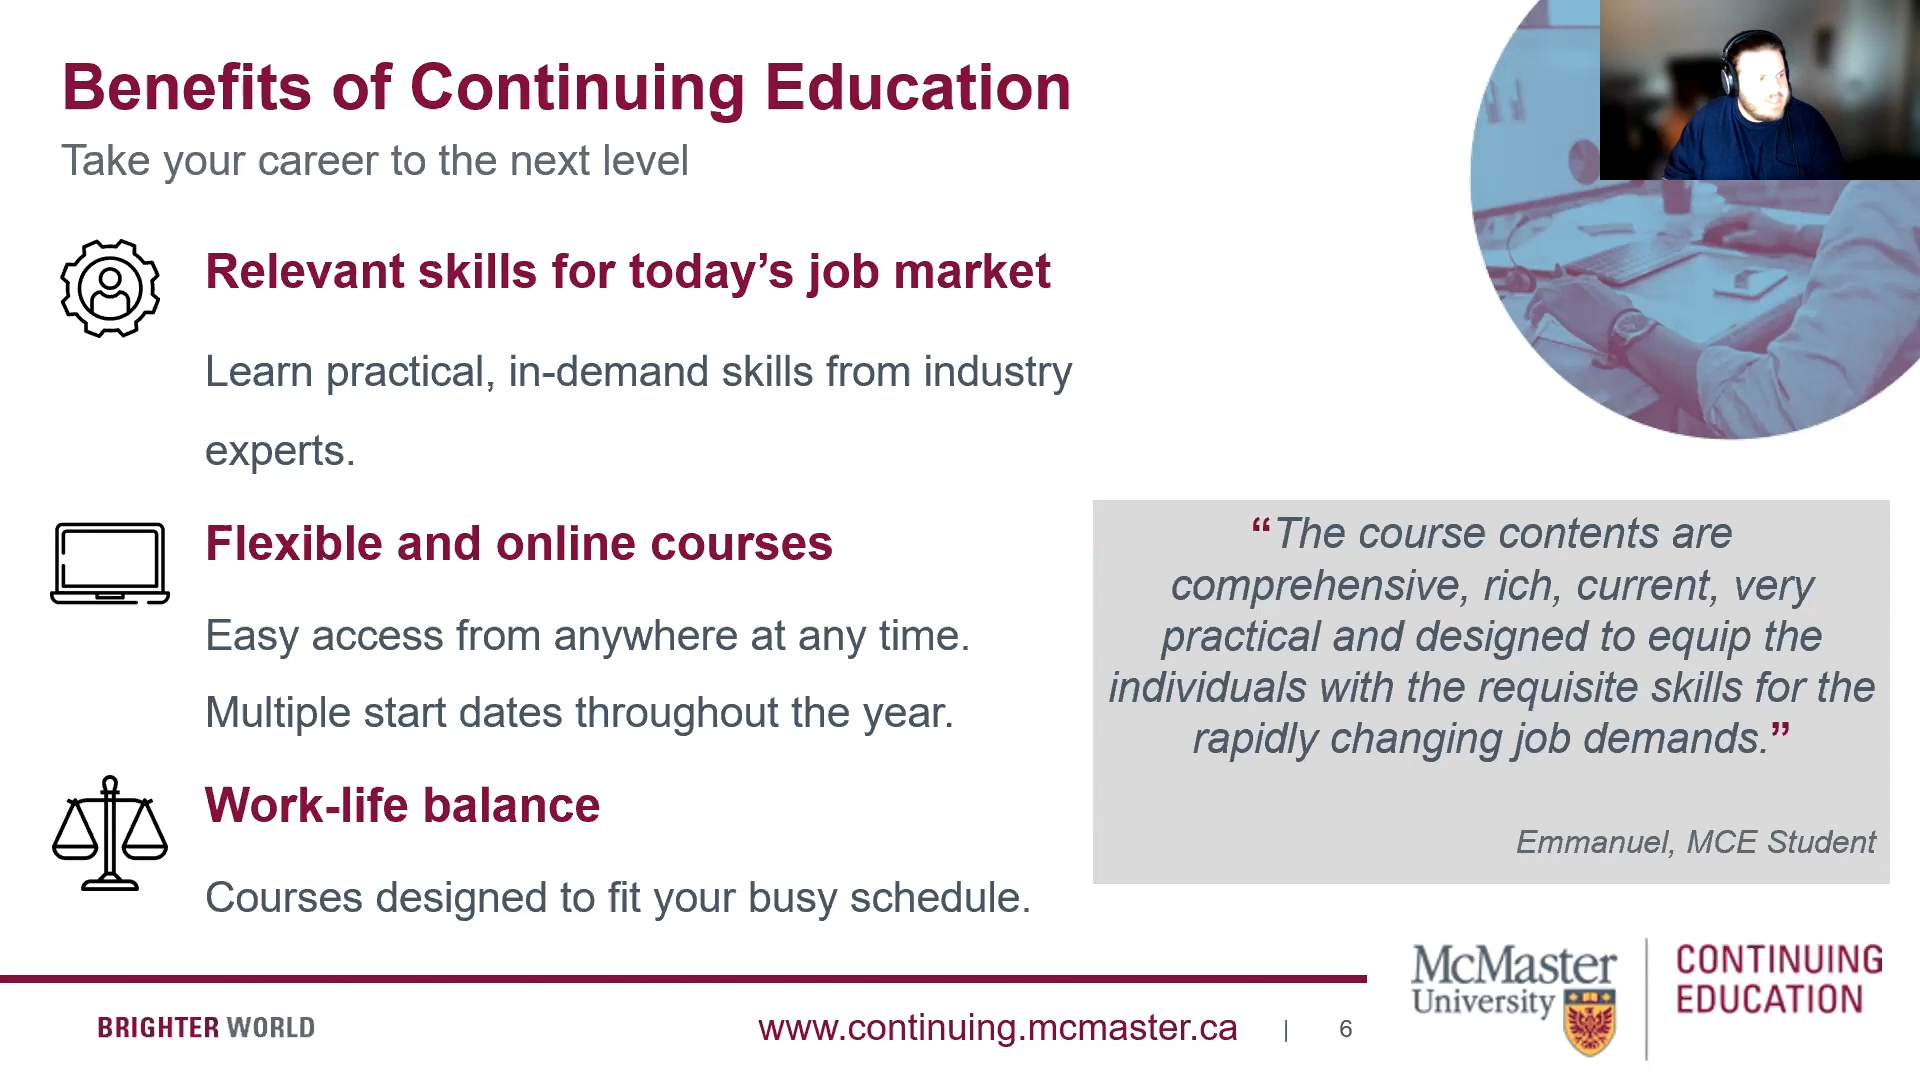 Benefits of Continuing Education
Take your career to the next level
Relevant skills for today’s job market
Learn practical, in-demand skills from industry
experts.
Flexible and online courses
Easy access from anywhere at any time.
Multiple start dates throughout the year.
Work-life balance
Courses designed to fit your busy schedule.
“The course contents are
comprehensive, rich, current, very
practical and designed to equip the
individuals with the requisite skills for the
rapidly changing job demands.”
Emmanuel, MCE Student
BRIGHTER WORLD
www.continuing.mcmaster.ca | 6
McMaster
University
CONTINUING
EDUCATION